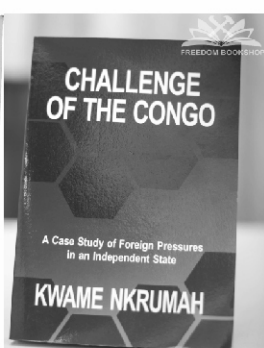 FREEDOM BOOKSHOP
CHALLENGE
OF THE CONGO
A Case Study of Foreign Pressures
in an Independent State
KWAME NKRUMAH